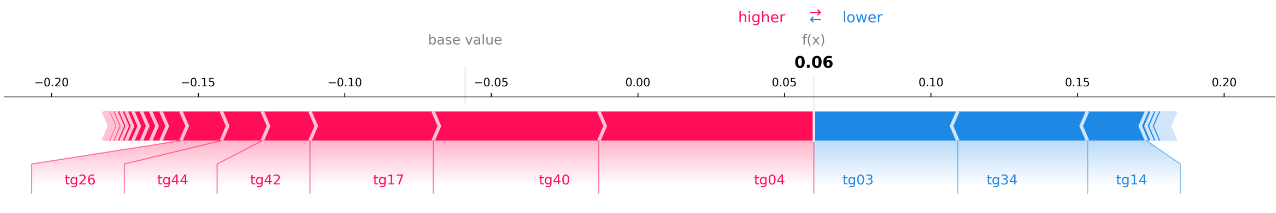 higher ⇄ lower
base value f(x)
0.06
−0.20 −0.15 −0.10 −0.05 0.00 0.05 0.10 0.15 0.20
tg26 tg44 tg42 tg17 tg40 tg04 tg03 tg34 tg14